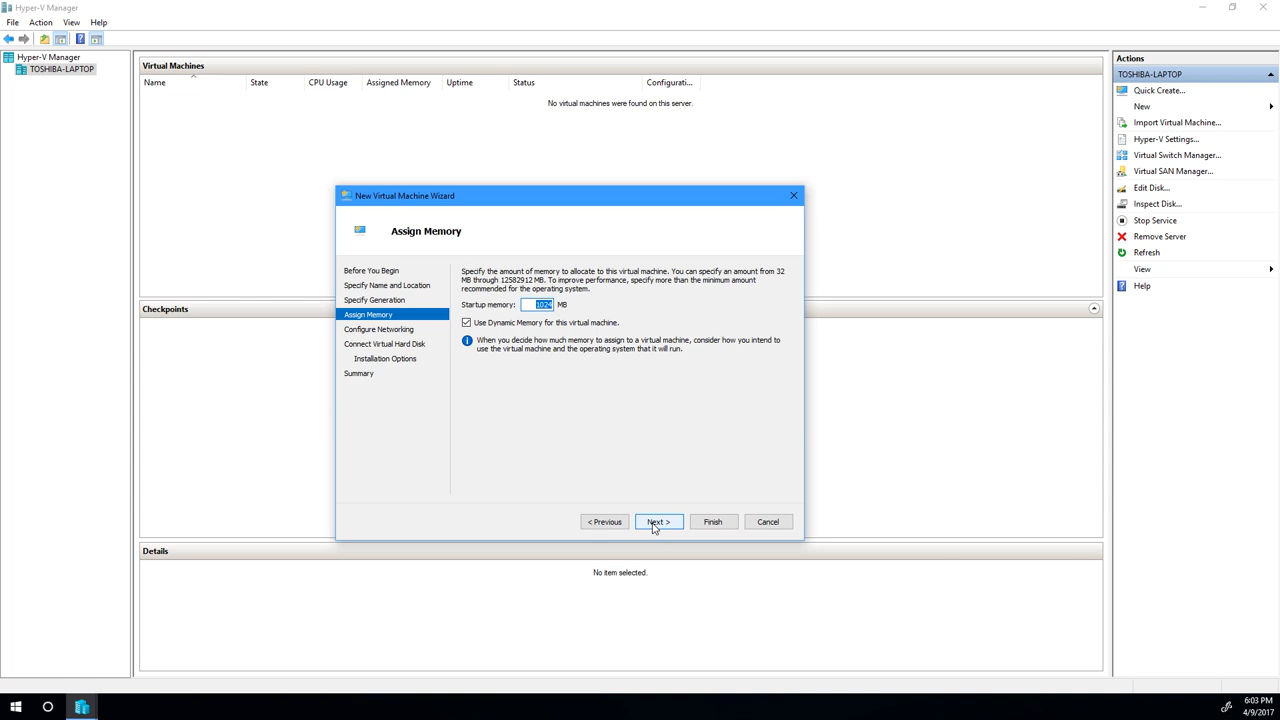 Hyper-V Manager
File Action View Help
Hyper-V Manager
TOSHIBA-LAPTOP
Virtual Machines
Name State CPU Usage Assigned Memory Uptime Status Configurati...
No virtual machines were found on this server.
New Virtual Machine Wizard
Assign Memory
Before You Begin
Specify Name and Location
Specify Generation
Assign Memory
Configure Networking
Connect Virtual Hard Disk
Installation Options
Summary
Specify the amount of memory to allocate to this virtual machine. You can specify an amount from 32
MB through 12582912 MB. To improve performance, specify more than the minimum amount
recommended for the operating system.
Startup memory: 1024 MB
Use Dynamic Memory for this virtual machine.
When you decide how much memory to assign to a virtual machine, consider how you intend to
use the virtual machine and the operating system that it will run.
< Previous Next > Finish Cancel
Checkpoints
Details
No item selected.
Actions
TOSHIBA-LAPTOP
Quick Create...
New
Import Virtual Machine...
Hyper-V Settings...
Virtual Switch Manager...
Virtual SAN Manager...
Edit Disk...
Inspect Disk...
Stop Service
Remove Server
Refresh
View
Help
6:03 PM
4/9/2017